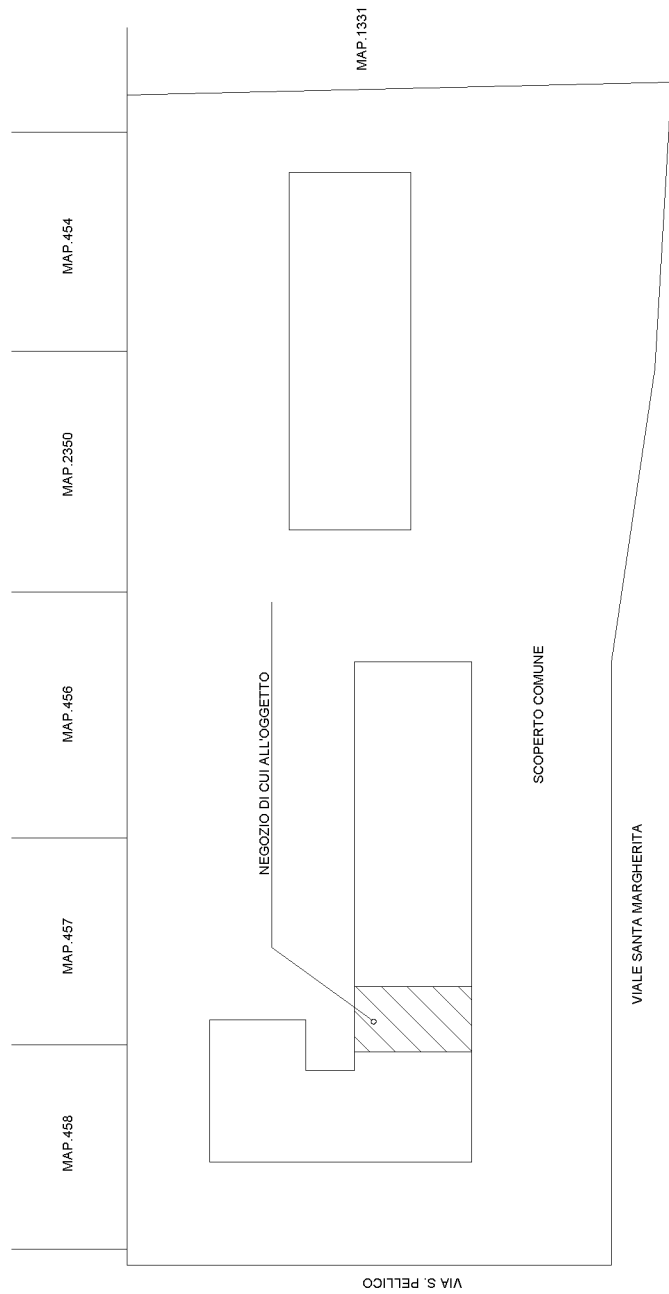 MAP.1331
MAP.454
MAP.2350
MAP.456
MAP.457
MAP.458
NEGOZIO DI CUI ALL'OGGETTO
SCOPERTO COMUNE
VIALE SANTA MARGHERITA
VIA S. PELLICO